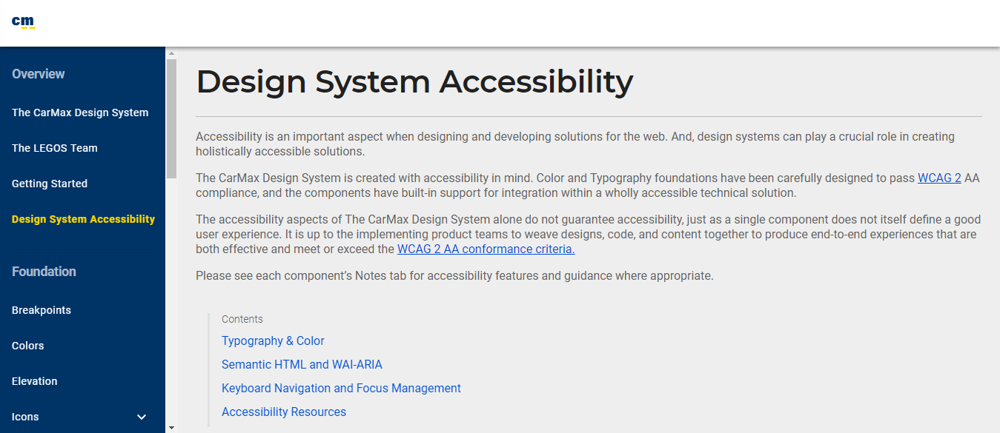 cm
Overview
The CarMax Design System
The LEGOS Team
Getting Started
Design System Accessibility
Foundation
Breakpoints
Colors
Elevation
Icons
Design System Accessibility
Accessibility is an important aspect when designing and developing solutions for the web. And, design systems can play a crucial role in creating
holistically accessible solutions.
The CarMax Design System is created with accessibility in mind. Color and Typography foundations have been carefully designed to pass WCAG 2 AA
compliance, and the components have built-in support for integration within a wholly accessible technical solution.
The accessibility aspects of The CarMax Design System alone do not guarantee accessibility, just as a single component does not itself define a good
user experience. It is up to the implementing product teams to weave designs, code, and content together to produce end-to-end experiences that are
both effective and meet or exceed the WCAG 2 AA conformance criteria.
Please see each component’s Notes tab for accessibility features and guidance where appropriate.
Contents
Typography & Color
Semantic HTML and WAI-ARIA
Keyboard Navigation and Focus Management
Accessibility Resources